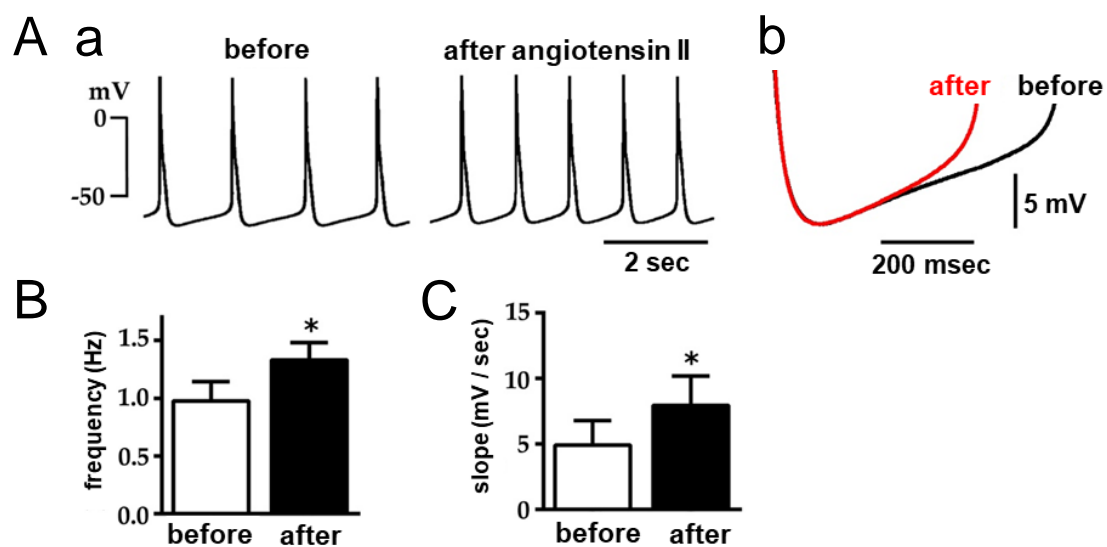 A a
before
after angiotensin II
mV
0
-50
2 sec
b
after
before
5 mV
200 msec
B
frequency (Hz)
1.5
1.0
0.5
0.0
*
before
after
C
slope (mV / sec)
15
10
5
0
*
before
after